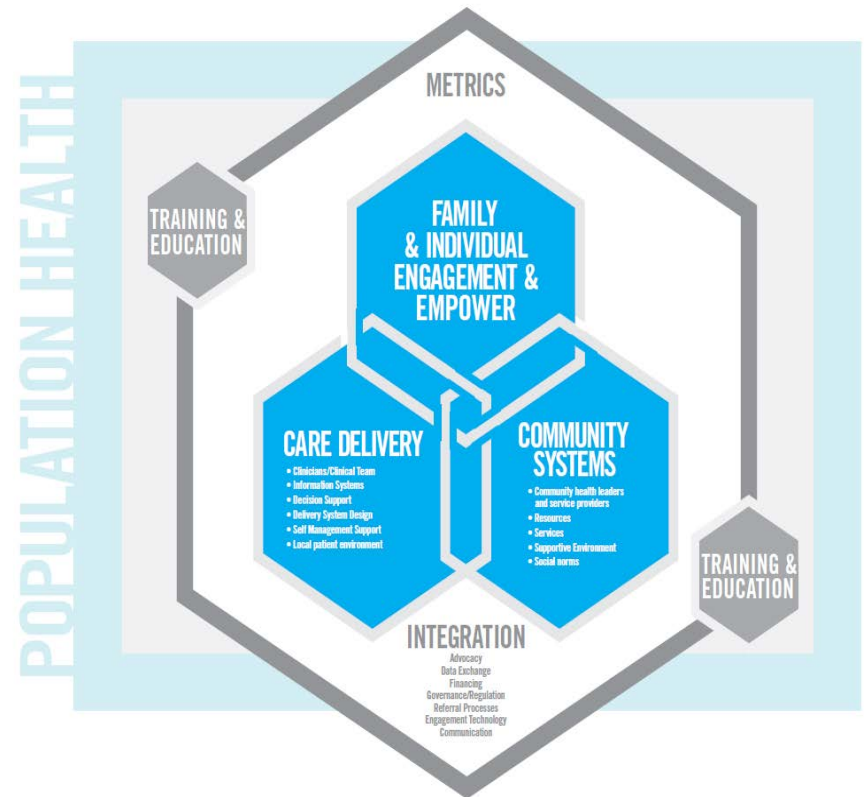 POPULATION HEALTH
METRICS
TRAINING &
EDUCATION
FAMILY
& INDIVIDUAL
ENGAGEMENT &
EMPOWER
CARE DELIVERY
• Clinicians/Clinical Team
• Information Systems
• Decision Support
• Delivery System Design
• Self Management Support
• Local patient environment
COMMUNITY
SYSTEMS
• Community health leaders
and service providers
• Resources
• Services
• Supportive Environment
• Social norms
TRAINING &
EDUCATION
INTEGRATION
Advocacy
Data Exchange
Financing
Governance/Regulation
Referral Processes
Engagement Technology
Communication